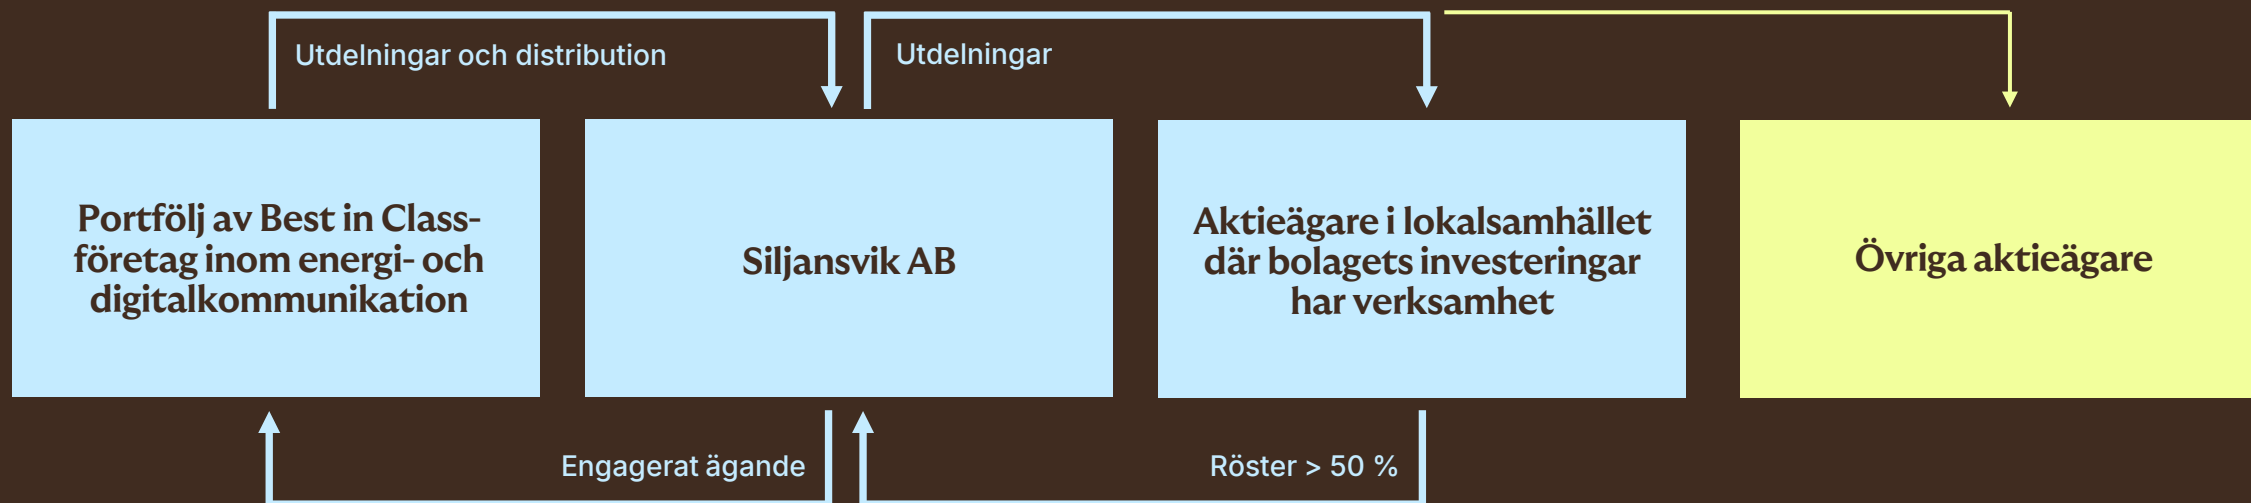 Utdelningar och distribution
Utdelningar
Portfölj av Best in Class-
företag inom energi- och
digitalkommunikation
Siljansvik AB
Aktieägare i lokalsamhället
där bolagets investeringar
har verksamhet
Övriga aktieägare
Engagerat ägande
Röster > 50 %